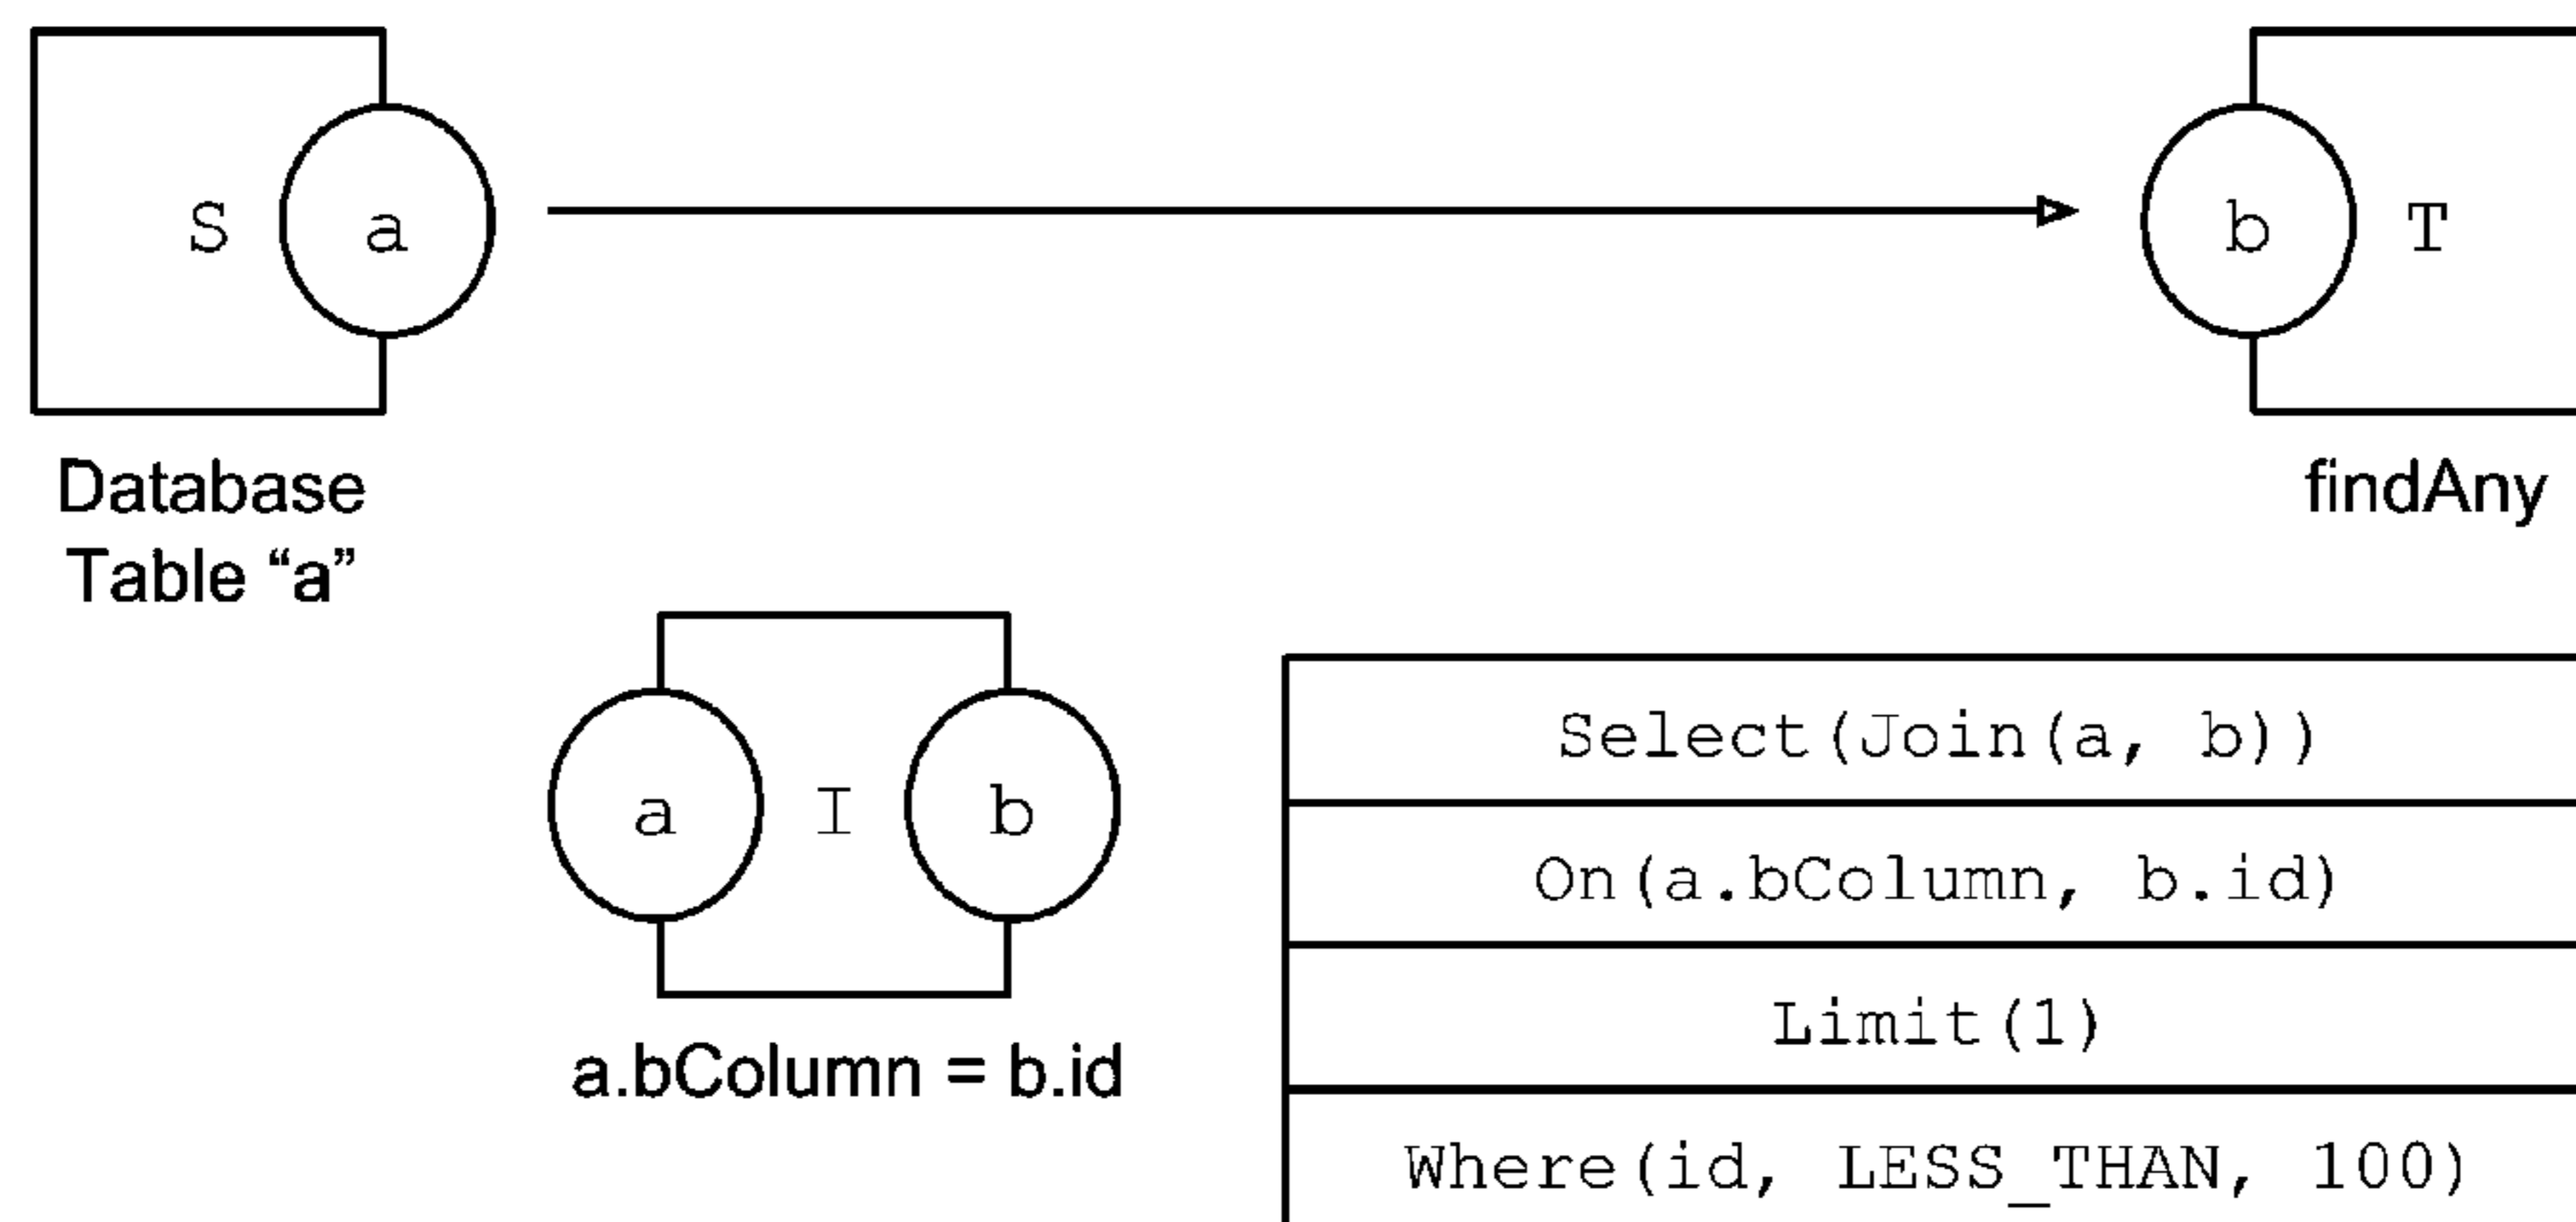 S
a
b
T
Database
Table “a”
findAny
a
I
b
a.bColumn = b.id
Select(Join(a, b))
On(a.bColumn, b.id)
Limit(1)
Where(id, LESS_THAN, 100)